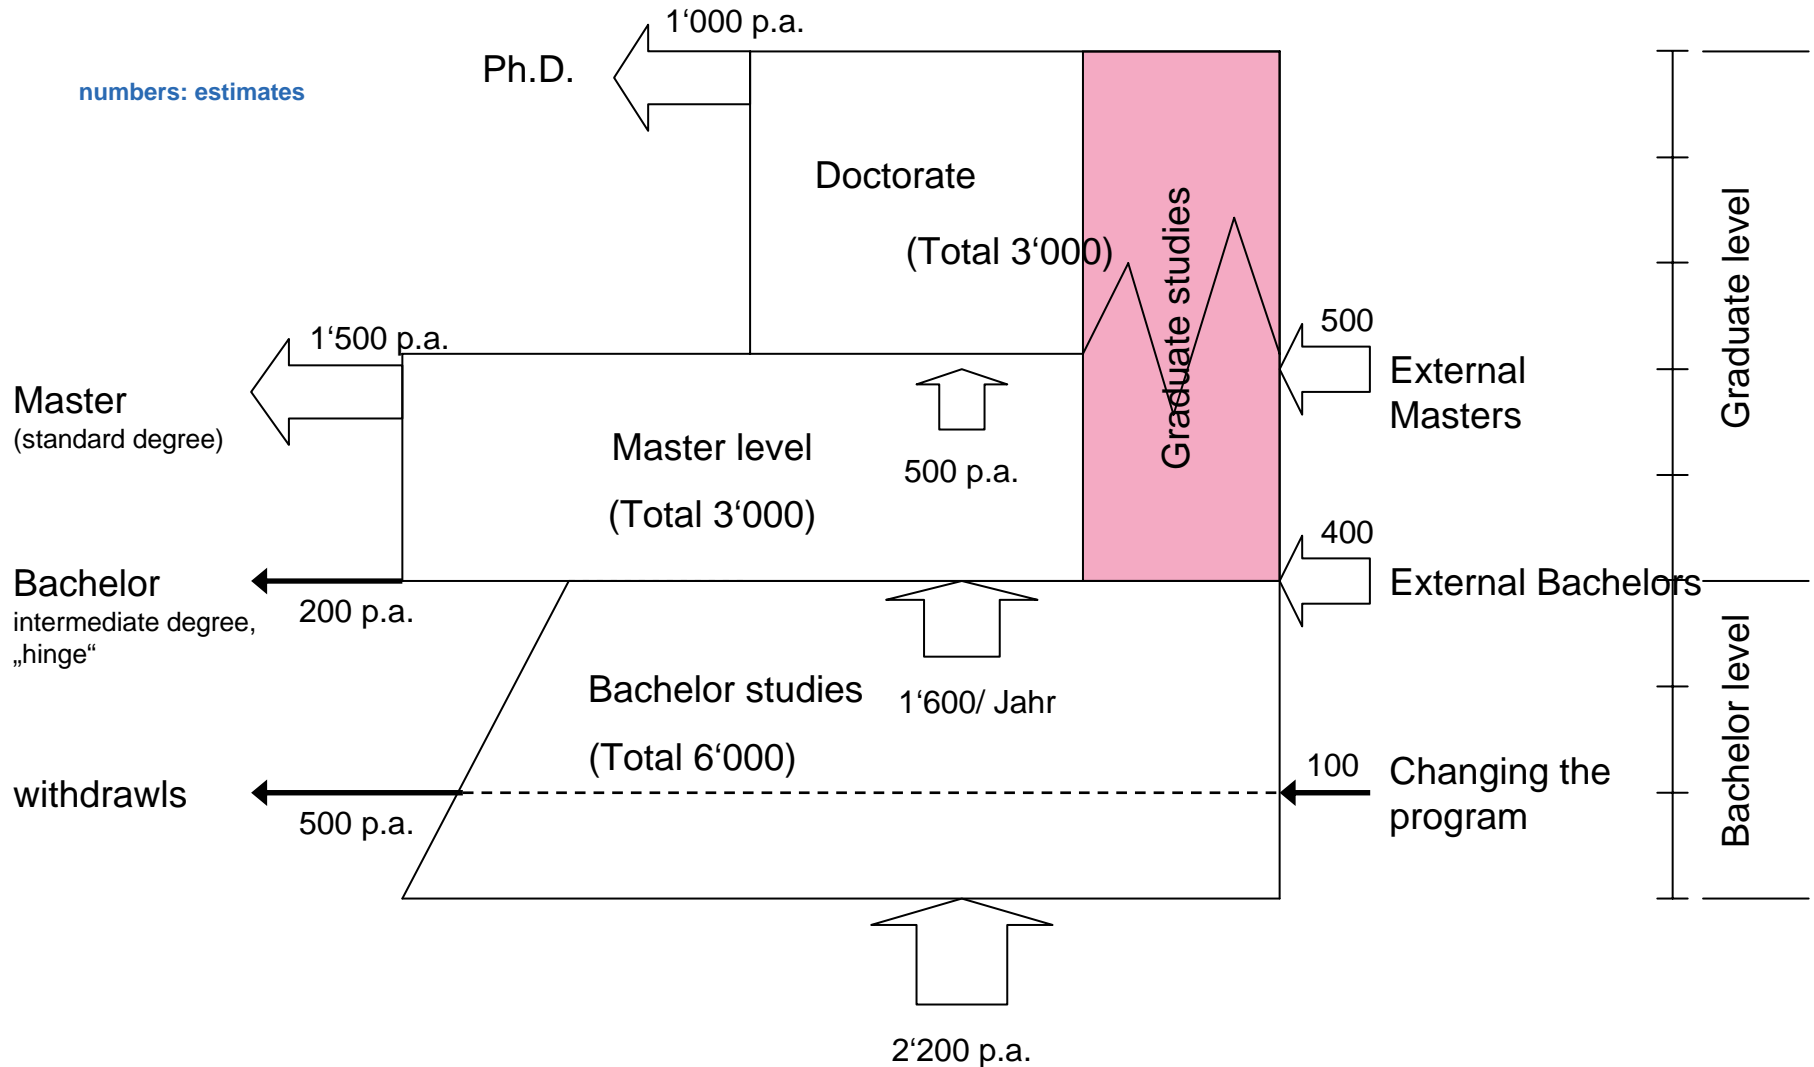 1‘000 p.a.
Ph.D.
numbers: estimates
Doctorate
(Total 3‘000)
Graduate studies
Graduate level
1‘500 p.a.
500
External
Masters
Master
(standard degree)
Master level
500 p.a.
(Total 3‘000)
400
Bachelor
intermediate degree,
„hinge“
200 p.a.
External Bachelors
Bachelor studies
1‘600/ Jahr
(Total 6‘000)
Bachelor level
withdrawls
500 p.a.
100
Changing the
program
2‘200 p.a.